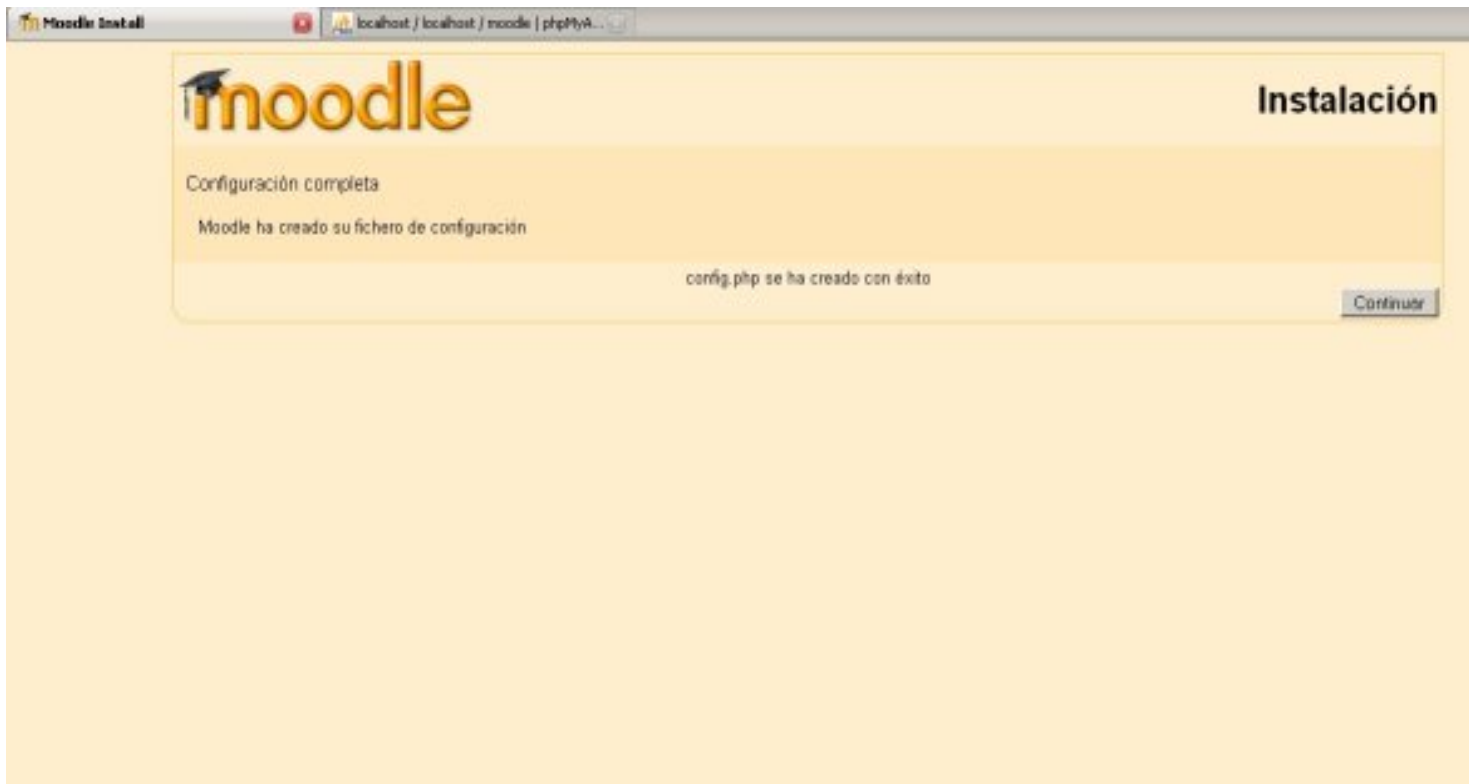 Moodle Install
localhost / localhost / moodle | phpMyA...
moodle
Instalación
Configuración completa
Moodle ha creado su fichero de configuración
config.php se ha creado con éxito
Continuar